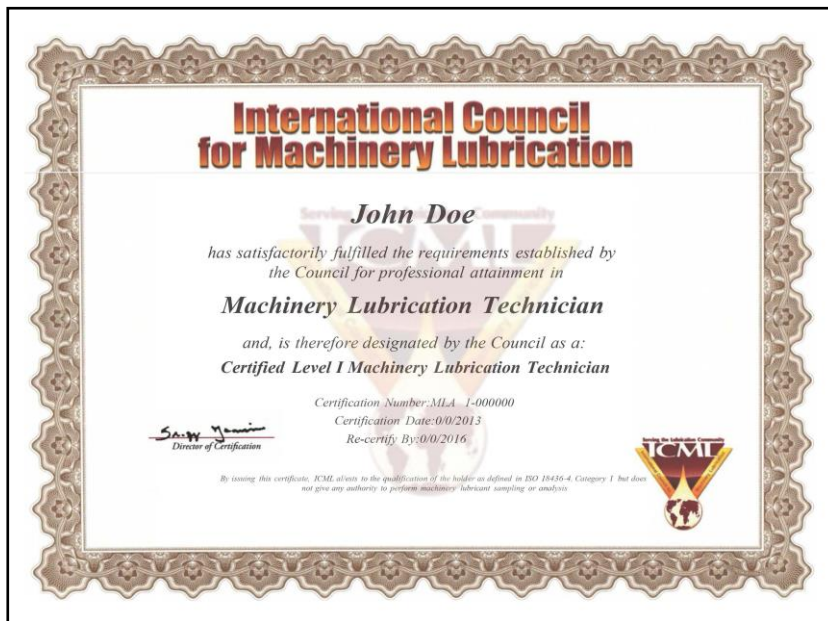 International Council
for Machinery Lubrication
John Doe
has satisfactorily fulfilled the requirements established by
the Council for professional attainment in
Machinery Lubrication Technician
and, is therefore designated by the Council as a:
Certified Level I Machinery Lubrication Technician
Certification Number:MLA 1-000000
Certification Date:0/0/2013
Re-certify By:0/0/2016
Director of Certification
Serving the Lubrication Community
ICML
By issuing this certificate, ICML attests to the qualification of the holder as defined in ISO 18436-4, Category I but does
not give any authority to perform machinery lubricant sampling or analysis